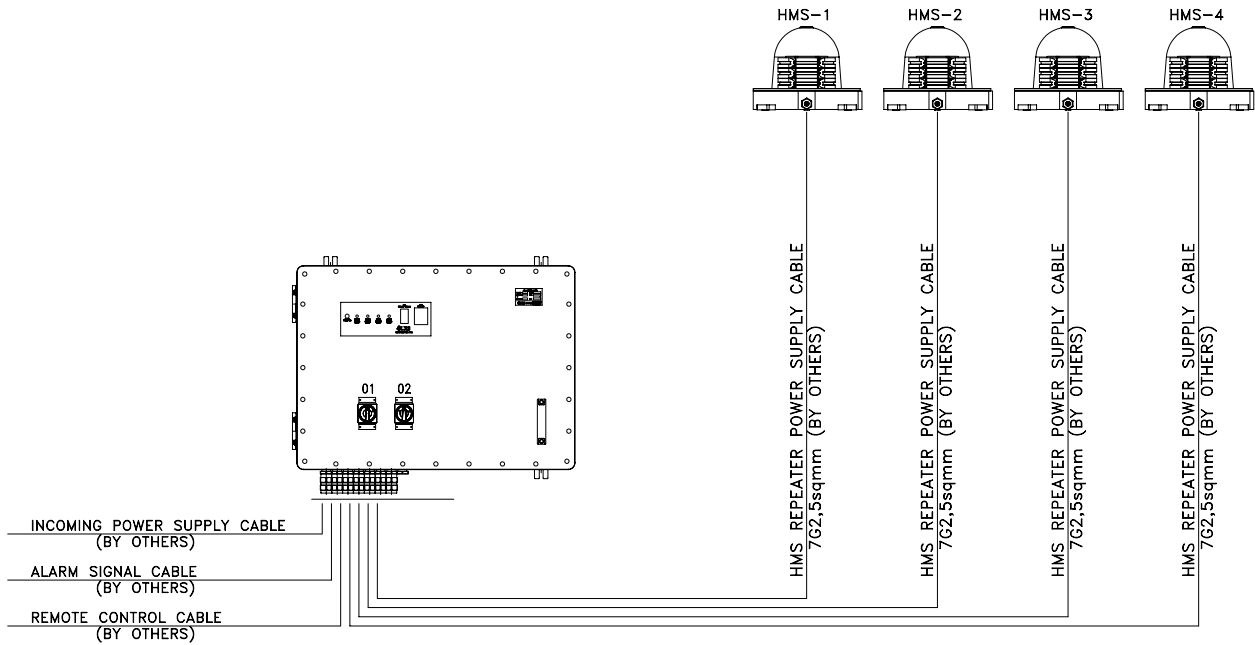 HMS-1
HMS-2
HMS-3
HMS-4
HMS REPEATER POWER SUPPLY CABLE
7G2,5sqmm (BY OTHERS)
HMS REPEATER POWER SUPPLY CABLE
7G2,5sqmm (BY OTHERS)
HMS REPEATER POWER SUPPLY CABLE
7G2,5sqmm (BY OTHERS)
HMS REPEATER POWER SUPPLY CABLE
7G2,5sqmm (BY OTHERS)
01
02
INCOMING POWER SUPPLY CABLE
(BY OTHERS)
ALARM SIGNAL CABLE
(BY OTHERS)
REMOTE CONTROL CABLE
(BY OTHERS)